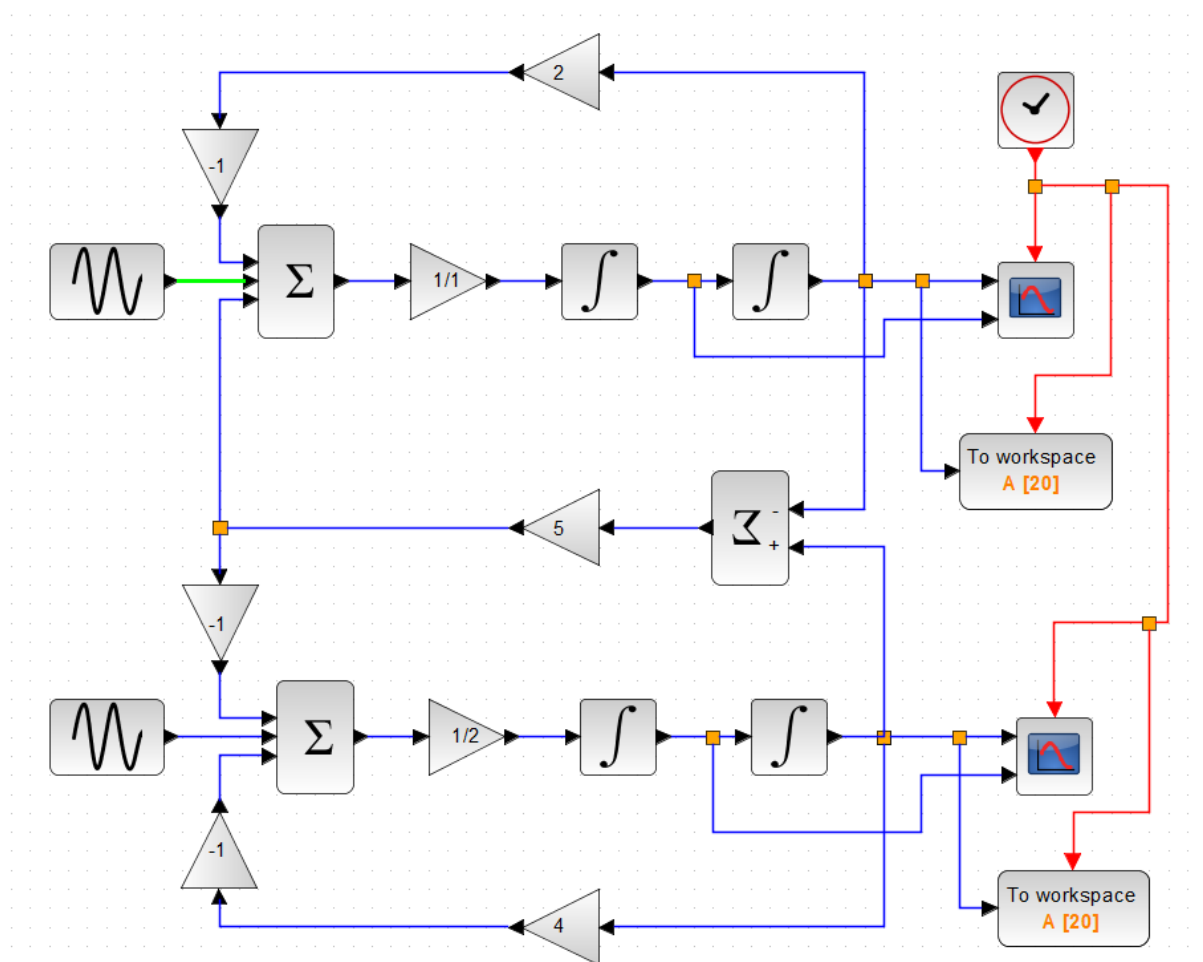 2
-1
Σ
1/1
∫
∫
To workspace
A [20]
5
Σ
-
+
-1
Σ
1/2
∫
∫
-1
To workspace
A [20]
4